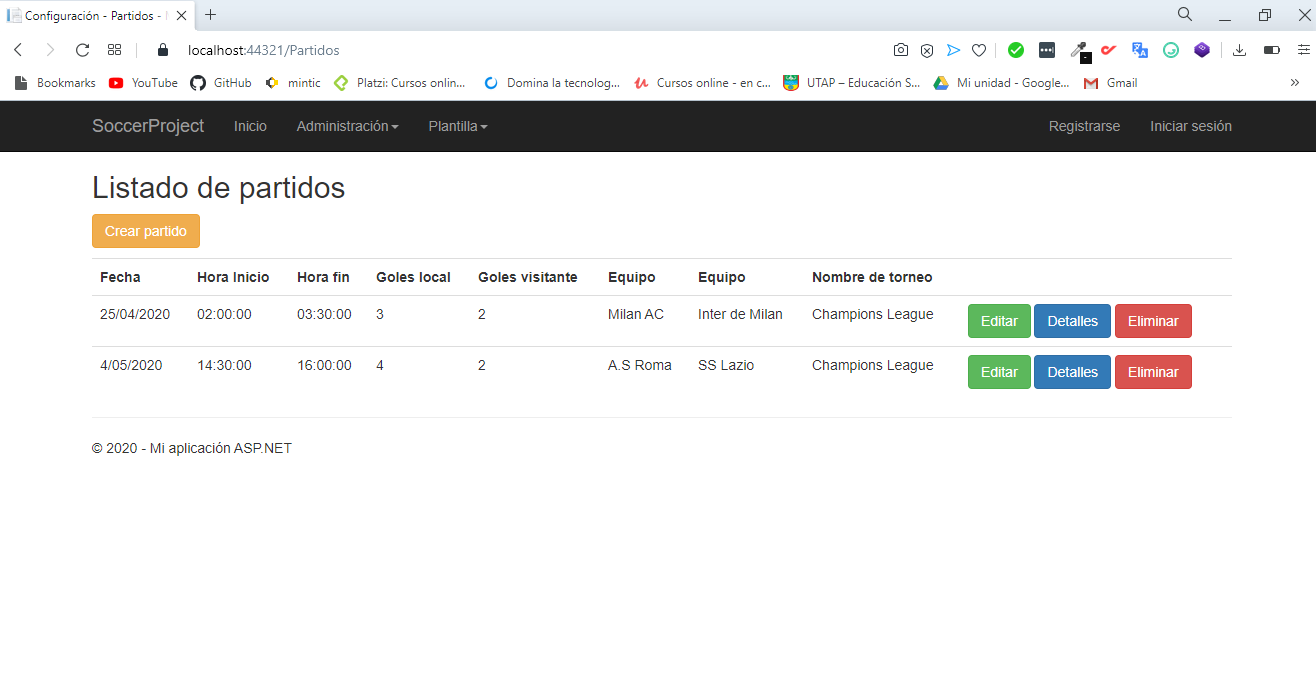 Configuración - Partidos -
localhost:44321/Partidos
Bookmarks YouTube GitHub mintic Platzi: Cursos onlin... Domina la tecnolog... Cursos online - en c... UTAP – Educación S... Mi unidad - Google... Gmail »
SoccerProject Inicio Administración Plantilla Registrarse Iniciar sesión
Listado de partidos
Crear partido
Fecha Hora Inicio Hora fin Goles local Goles visitante Equipo Equipo Nombre de torneo
25/04/2020 02:00:00 03:30:00 3 2 Milan AC Inter de Milan Champions League Editar Detalles Eliminar
4/05/2020 14:30:00 16:00:00 4 2 A.S Roma SS Lazio Champions League Editar Detalles Eliminar
© 2020 - Mi aplicación ASP.NET